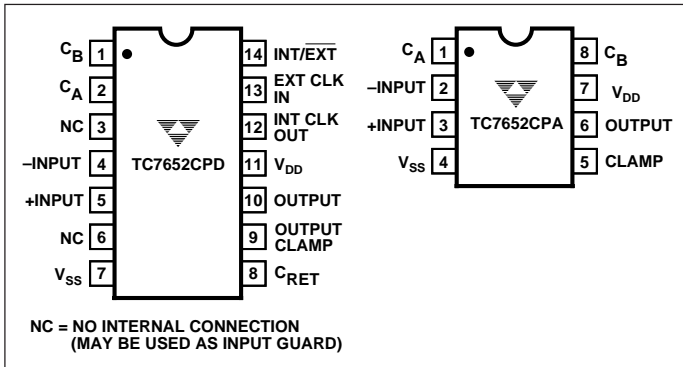 C_B 1
C_A 2
NC 3
–INPUT 4
+INPUT 5
NC 6
V_SS 7
TC7652CPD
14 INT/E̅X̅T̅
13 EXT CLK IN
12 INT CLK OUT
11 V_DD
10 OUTPUT
9 OUTPUT CLAMP
8 C_RET
C_A 1
–INPUT 2
+INPUT 3
V_SS 4
TC7652CPA
8 C_B
7 V_DD
6 OUTPUT
5 CLAMP
NC = NO INTERNAL CONNECTION
(MAY BE USED AS INPUT GUARD)